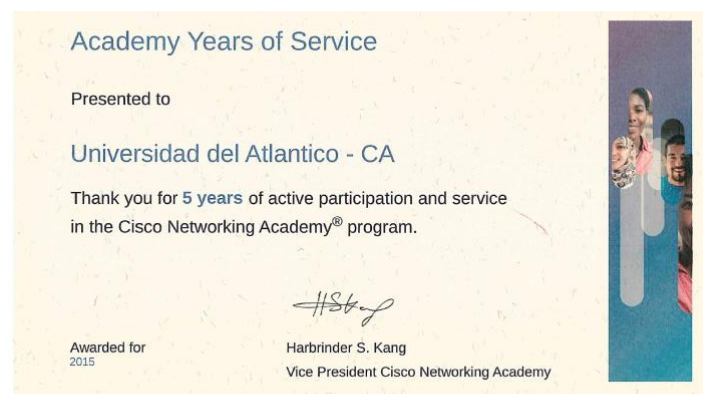 Academy Years of Service
Presented to
Universidad del Atlantico - CA
Thank you for 5 years of active participation and service
in the Cisco Networking Academy® program.
Awarded for
2015
Harbrinder S. Kang
Vice President Cisco Networking Academy